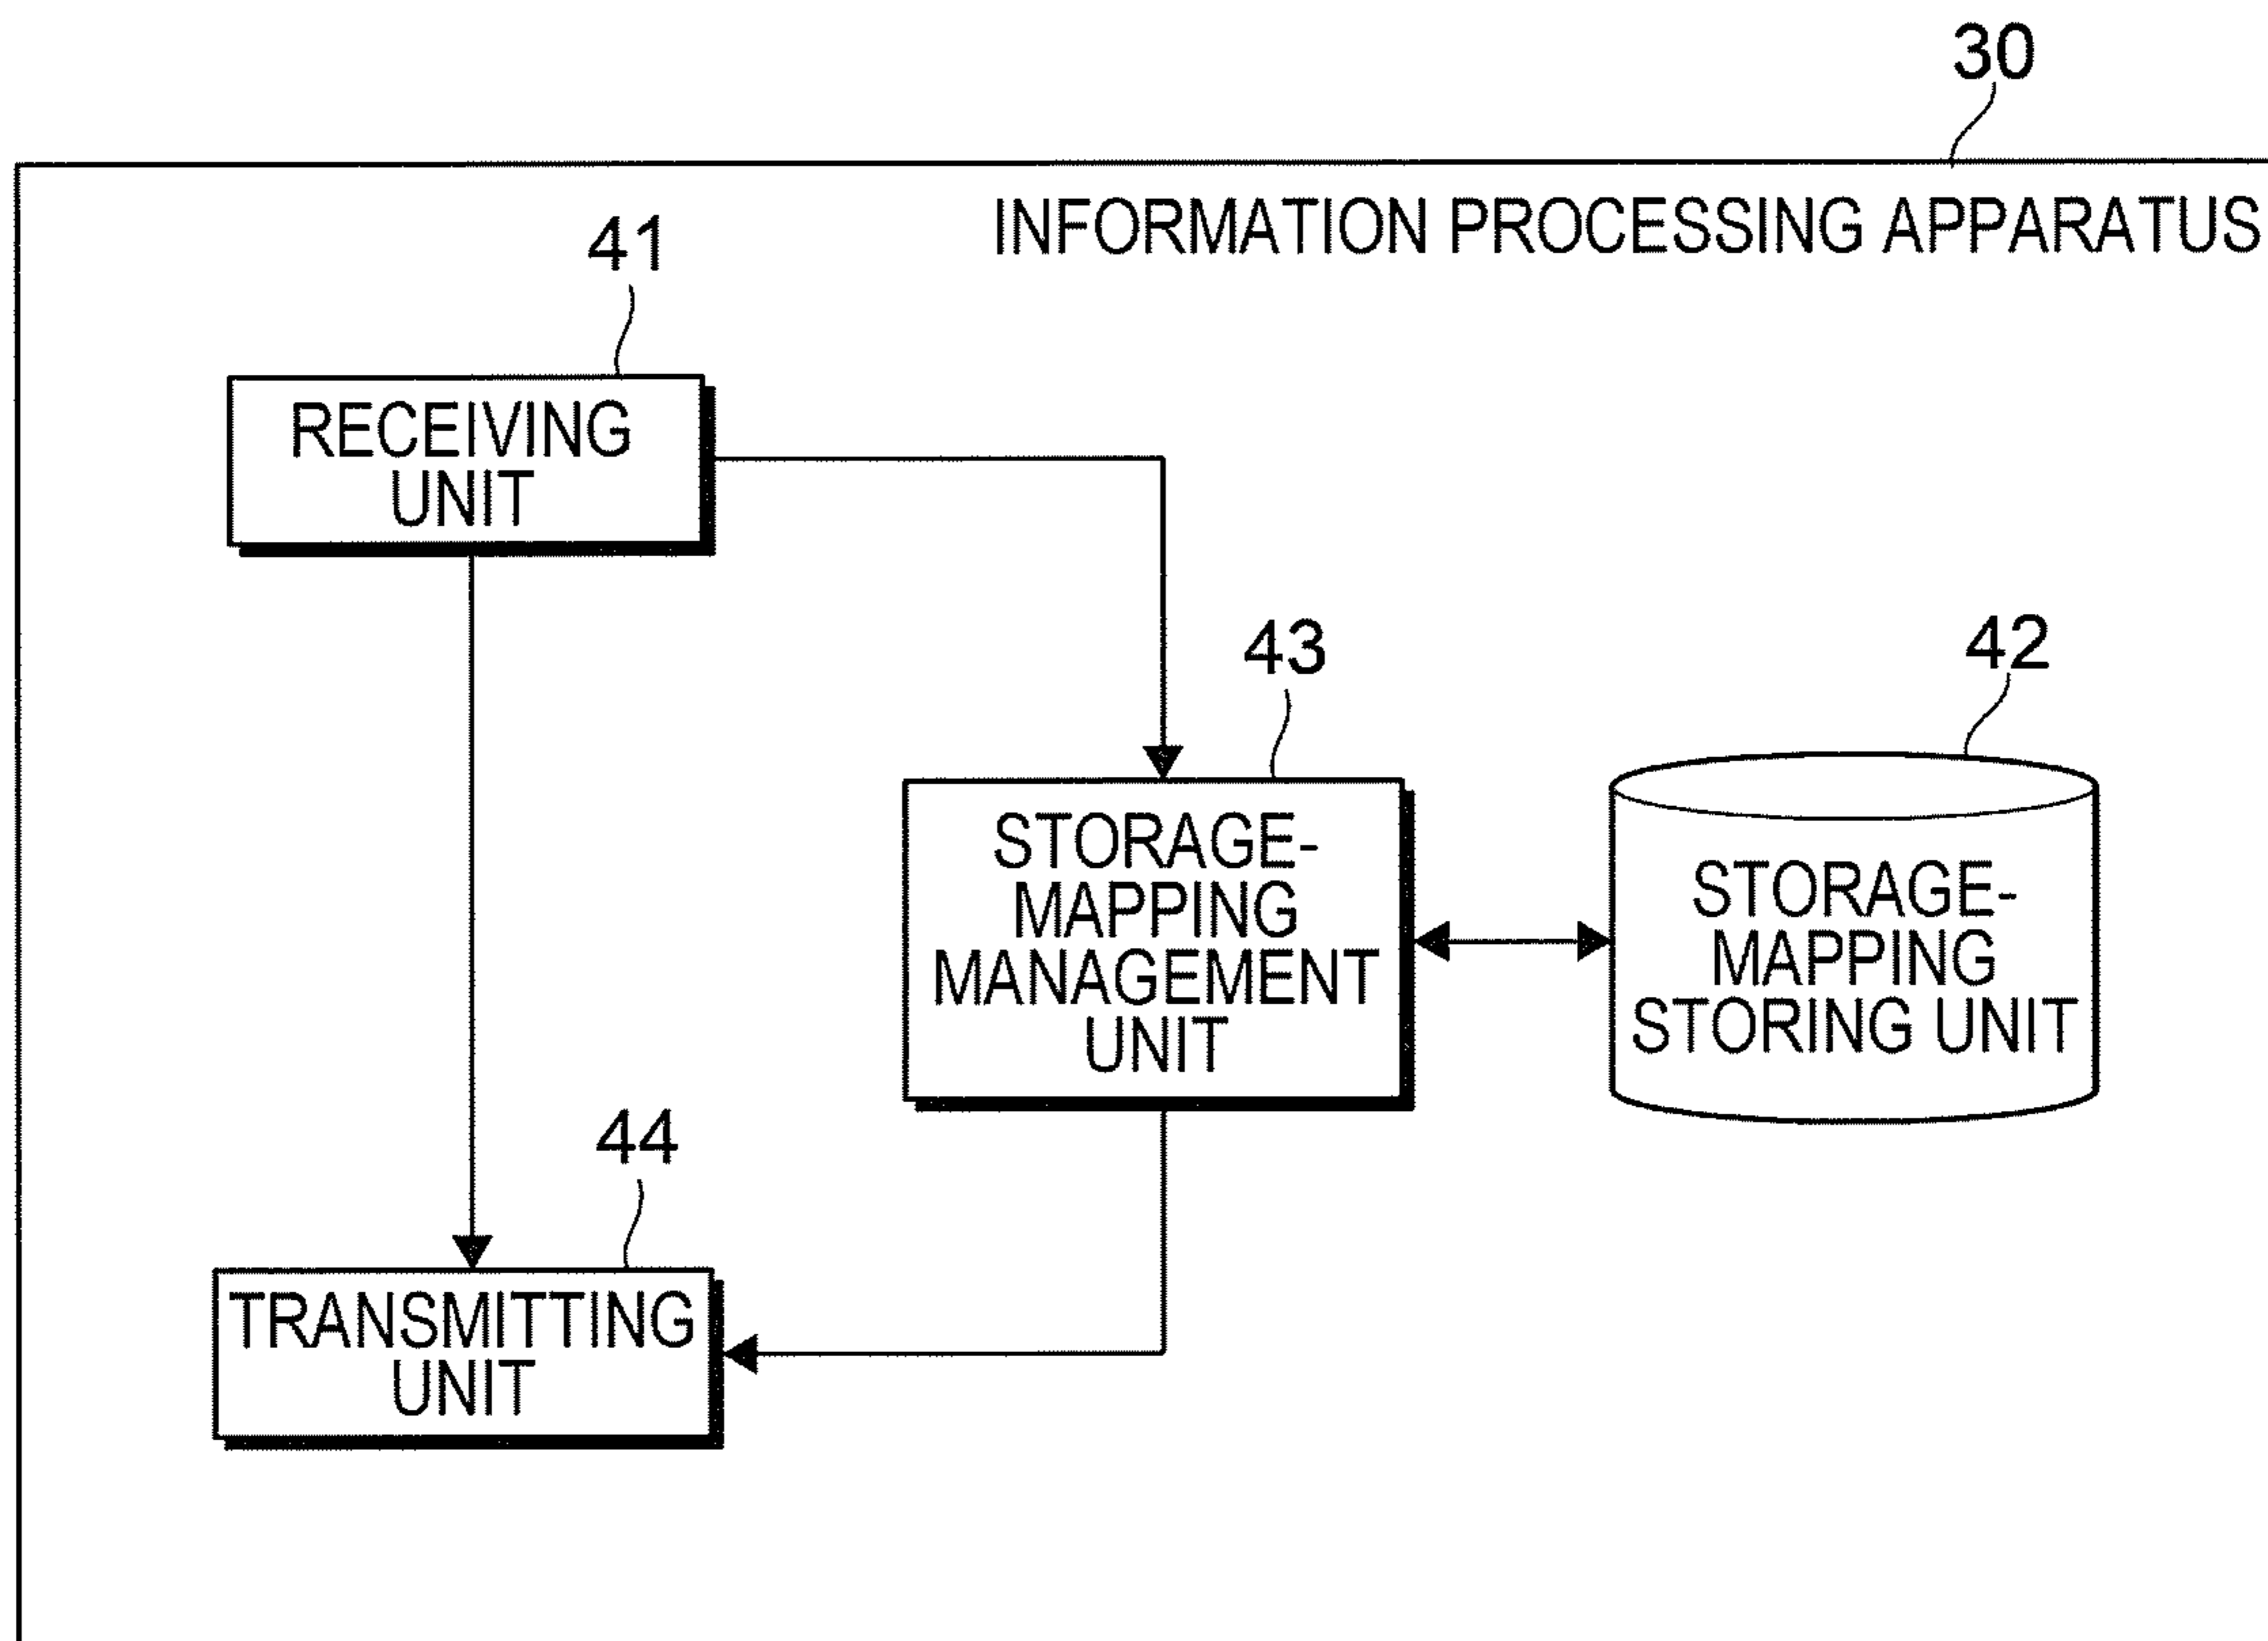 30
INFORMATION PROCESSING APPARATUS
41
RECEIVING
UNIT
43
STORAGE-
MAPPING
MANAGEMENT
UNIT
42
STORAGE-
MAPPING
STORING UNIT
44
TRANSMITTING
UNIT